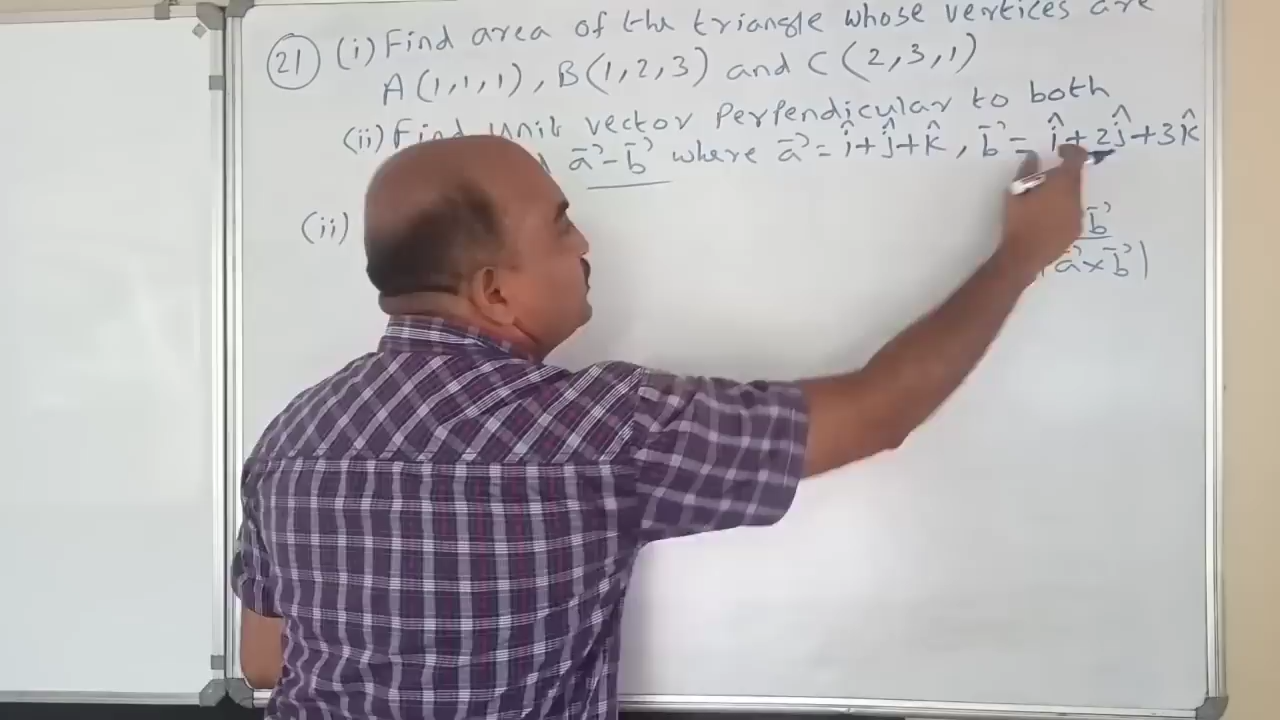 (21) (i) Find area of the triangle whose vertices are
A(1,1,1), B(1,2,3) and C(2,3,1)
(ii) Find unit vector Perpendicular to both
a⃗-b⃗ where a⃗ = î+ĵ+k̂, b⃗ = î+2ĵ+3k̂
(ii) b⃗
a⃗×b⃗|